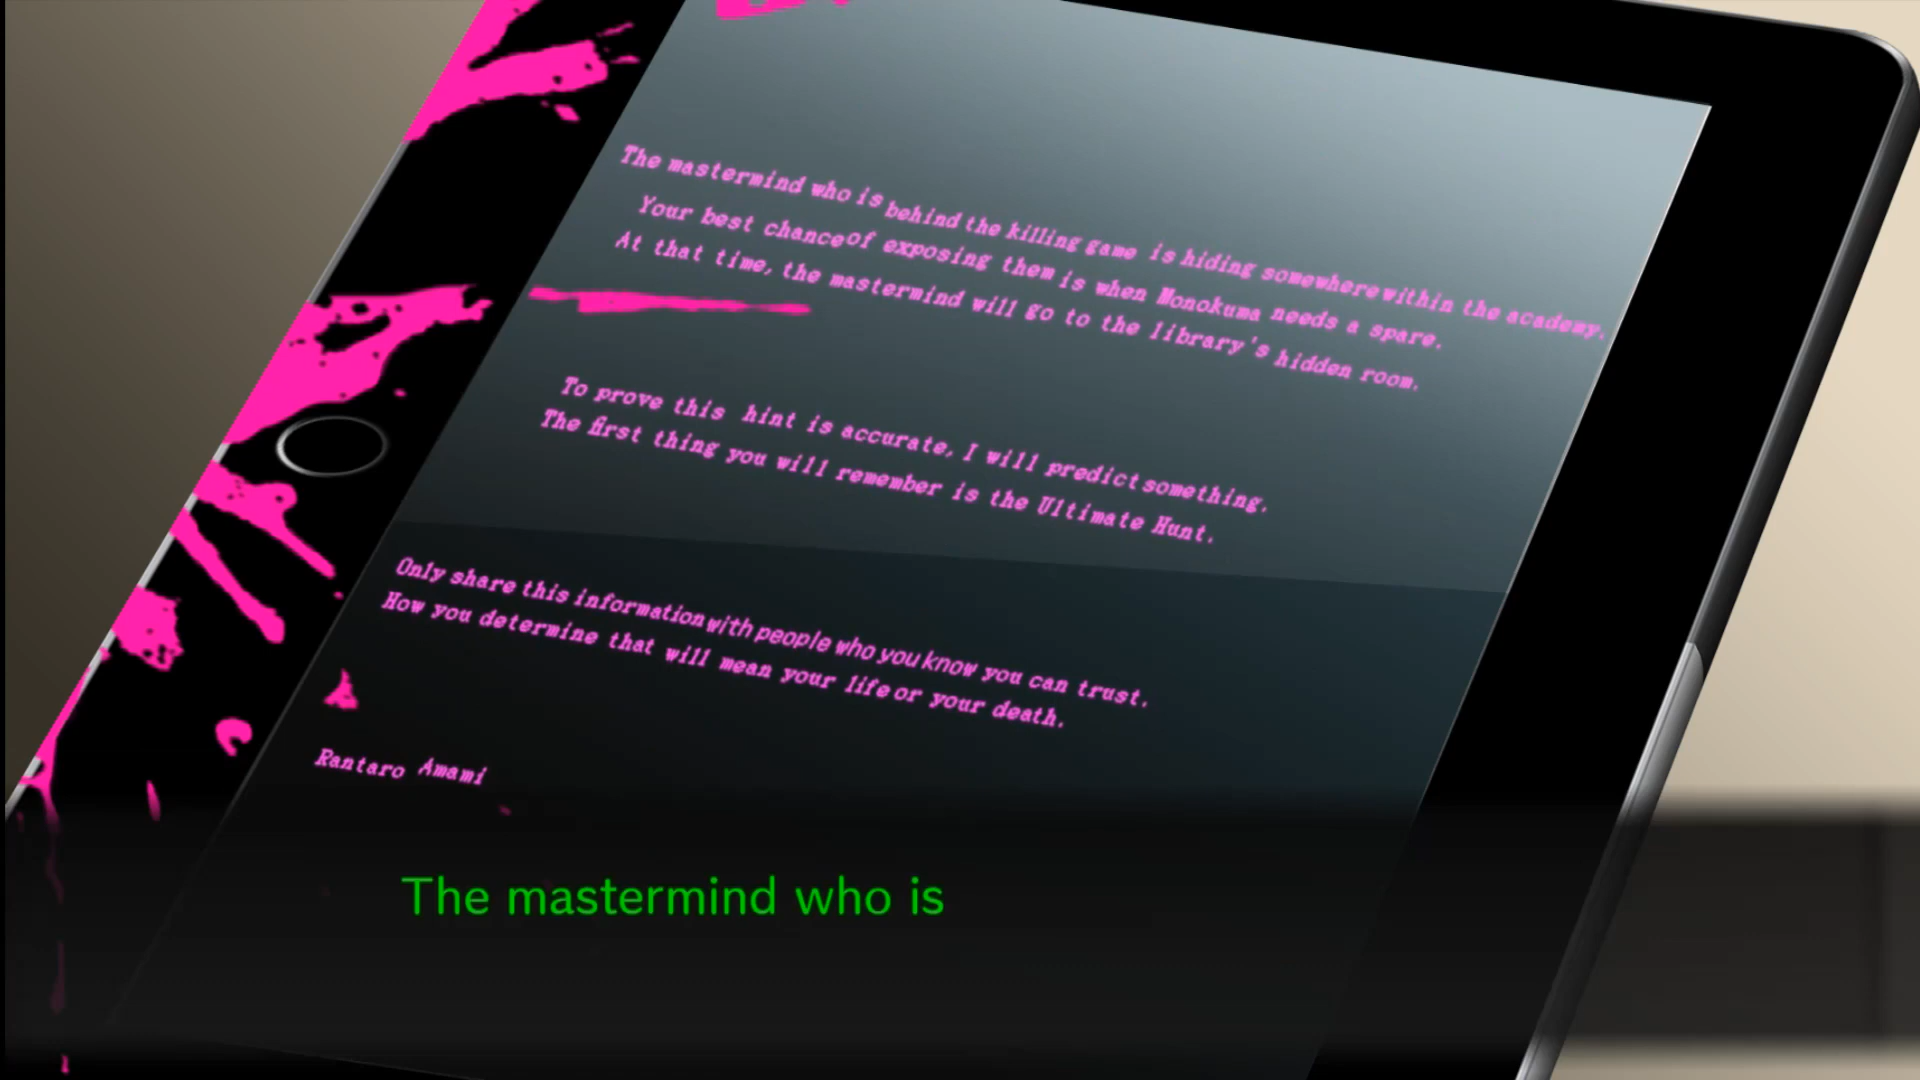 The mastermind who is behind the killing game is hiding somewhere within the academy.
Your best chance of exposing them is when Monokuma needs a spare.
At that time, the mastermind will go to the library's hidden room.
To prove this hint is accurate, I will predict something.
The first thing you will remember is the Ultimate Hunt.
Only share this information with people who you know you can trust.
How you determine that will mean your life or your death.
Rantaro Amami
The mastermind who is